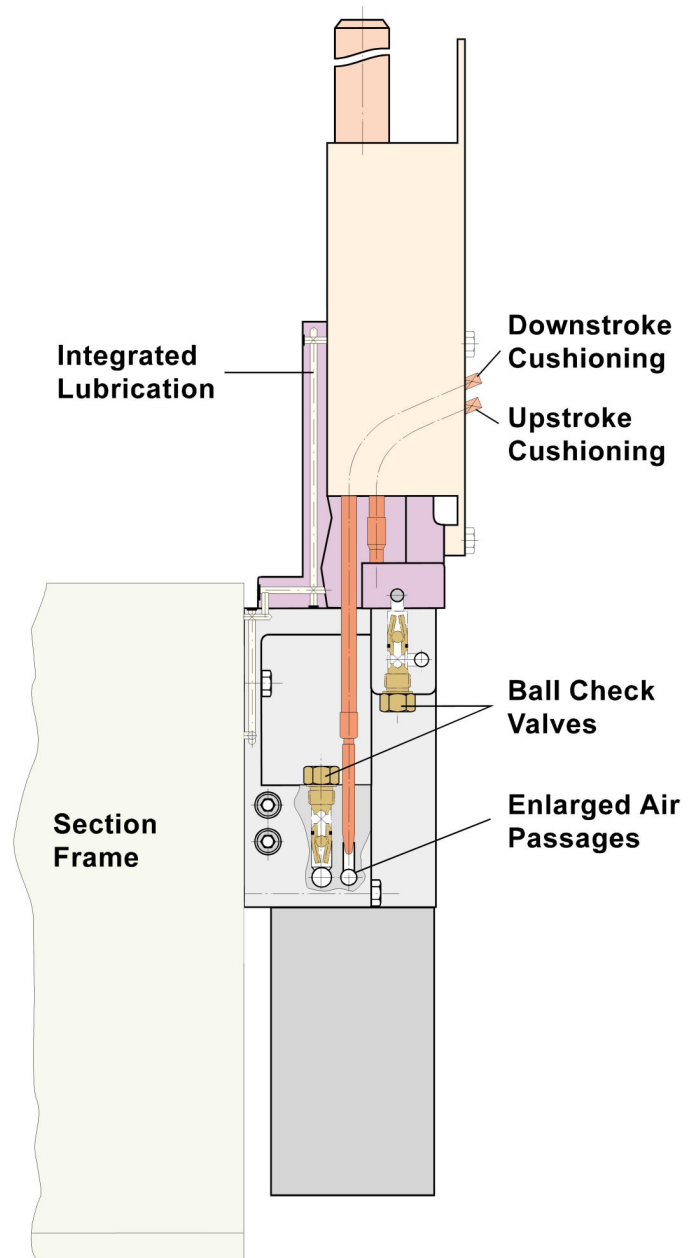 Downstroke
Cushioning
Integrated
Lubrication
Upstroke
Cushioning
Ball Check
Valves
Enlarged Air
Passages
Section
Frame